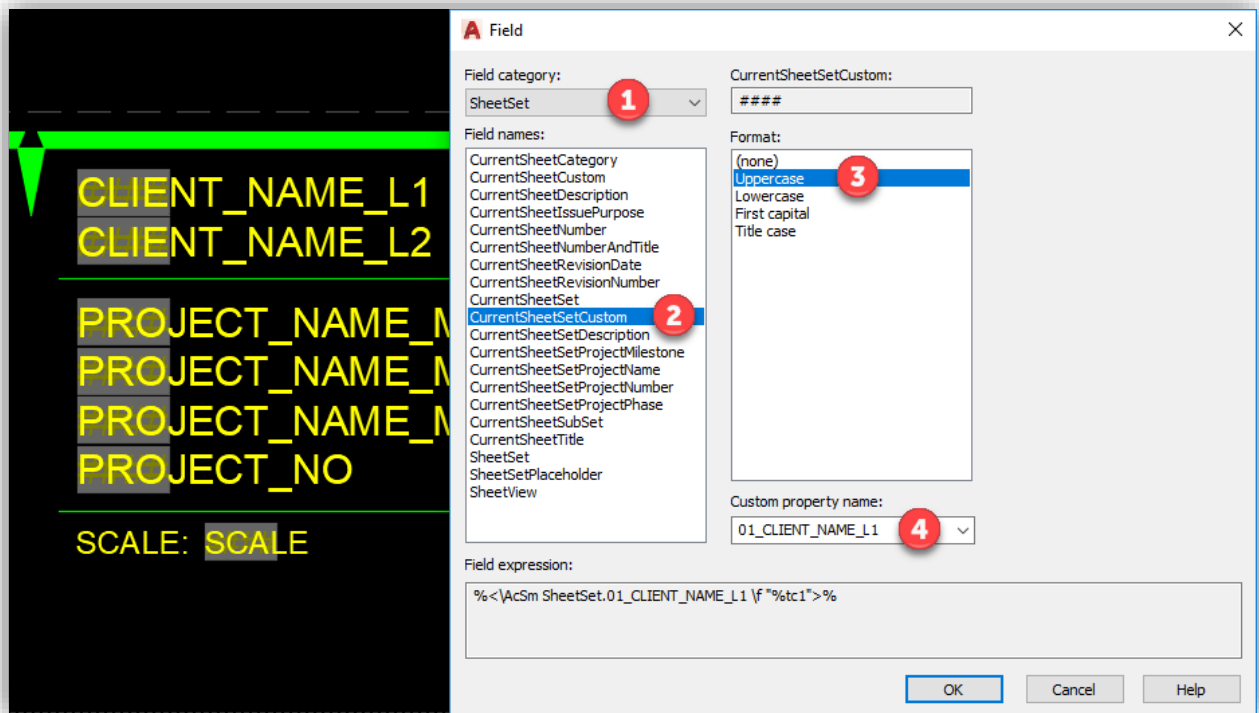 CLIENT_NAME_L1
CLIENT_NAME_L2
PROJECT_NAME_M
PROJECT_NAME_M
PROJECT_NAME_M
PROJECT_NO
SCALE: SCALE
Field
Field category:
SheetSet
1
Field names:
CurrentSheetCategory
CurrentSheetCustom
CurrentSheetDescription
CurrentSheetIssuePurpose
CurrentSheetNumber
CurrentSheetNumberAndTitle
CurrentSheetRevisionDate
CurrentSheetRevisionNumber
CurrentSheetSet
CurrentSheetSetCustom
2
CurrentSheetSetDescription
CurrentSheetSetProjectMilestone
CurrentSheetSetProjectName
CurrentSheetSetProjectNumber
CurrentSheetSetProjectPhase
CurrentSheetSubSet
CurrentSheetTitle
SheetSet
SheetSetPlaceholder
SheetView
CurrentSheetSetCustom:
####
Format:
(none)
Uppercase
3
Lowercase
First capital
Title case
Custom property name:
01_CLIENT_NAME_L1
4
Field expression:
%<\AcSm SheetSet.01_CLIENT_NAME_L1 \f "%tc1">%
OK
Cancel
Help